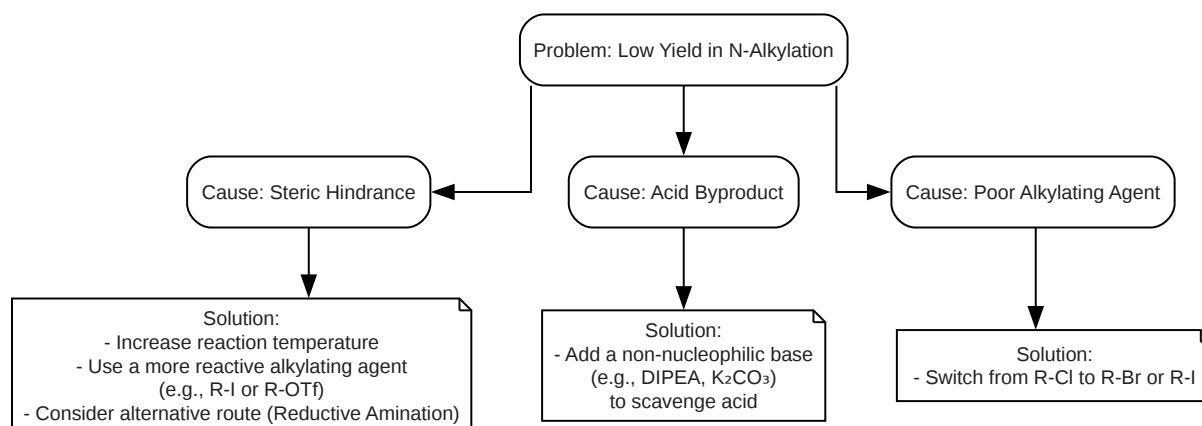 Problem: Low Yield in N-Alkylation
Cause: Steric Hindrance
Cause: Acid Byproduct
Cause: Poor Alkylating Agent
Solution:
- Increase reaction temperature
- Use a more reactive alkylating agent
(e.g., R-I or R-OTf)
- Consider alternative route (Reductive Amination)
Solution:
- Add a non-nucleophilic base
(e.g., DIPEA, K₂CO₃)
to scavenge acid
Solution:
- Switch from R-Cl to R-Br or R-I